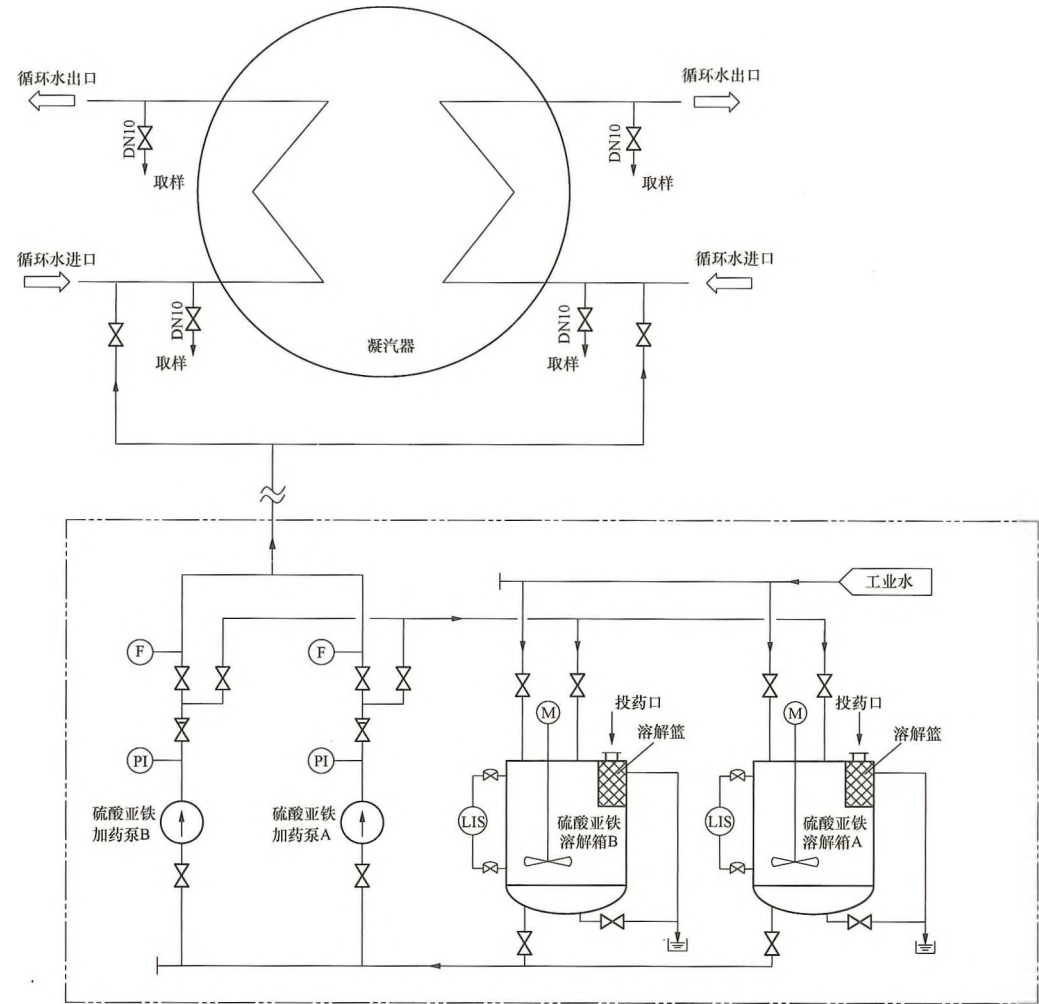 循环水出口
循环水出口
DN10
DN10
取样
取样
循环水进口
循环水进口
DN10
DN10
取样
取样
凝汽器
工业水
F
F
M
投药口
溶解篮
M
投药口
溶解篮
PI
PI
硫酸亚铁
加药泵B
硫酸亚铁
加药泵A
LIS
硫酸亚铁
溶解箱B
LIS
硫酸亚铁
溶解箱A